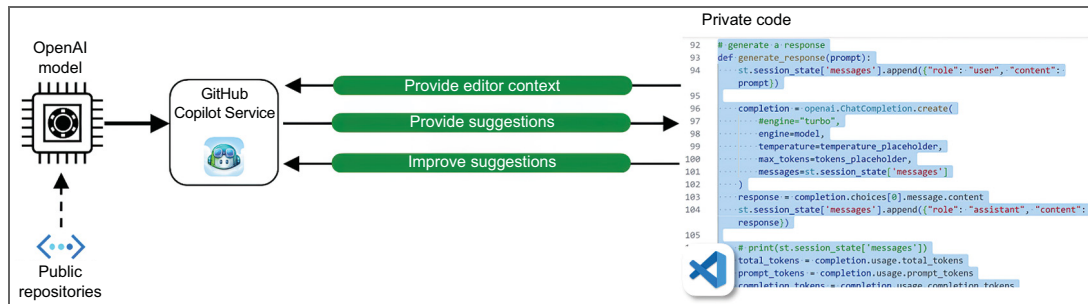 Private code
OpenAI
model
GitHub
Copilot Service
Provide editor context
Provide suggestions
Improve suggestions
Public
repositories
92 # generate a response
93 def generate_response(prompt):
94 st.session_state['messages'].append({"role": "user", "content":
prompt})
95
96 completion = openai.ChatCompletion.create(
97 #engine="turbo",
98 engine=model,
99 temperature=temperature_placeholder,
100 max_tokens=tokens_placeholder,
101 messages=st.session_state['messages']
102 )
103 response = completion.choices[0].message.content
104 st.session_state['messages'].append({"role": "assistant", "content":
response})
105
# print(st.session_state['messages'])
total_tokens = completion.usage.total_tokens
prompt_tokens = completion.usage.prompt_tokens
completion_tokens = completion.usage.completion_tokens